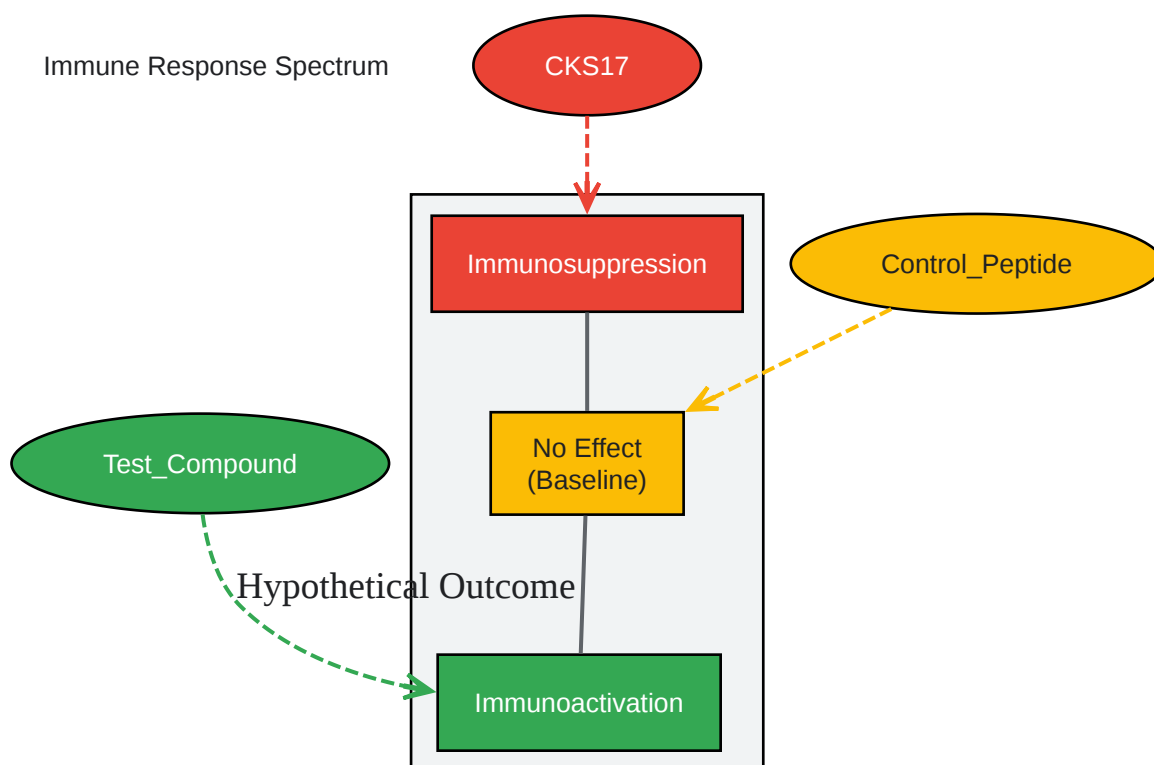 Immune Response Spectrum
CKS17
Immunosuppression
Control_Peptide
No Effect
(Baseline)
Test_Compound
Hypothetical Outcome
Immunoactivation